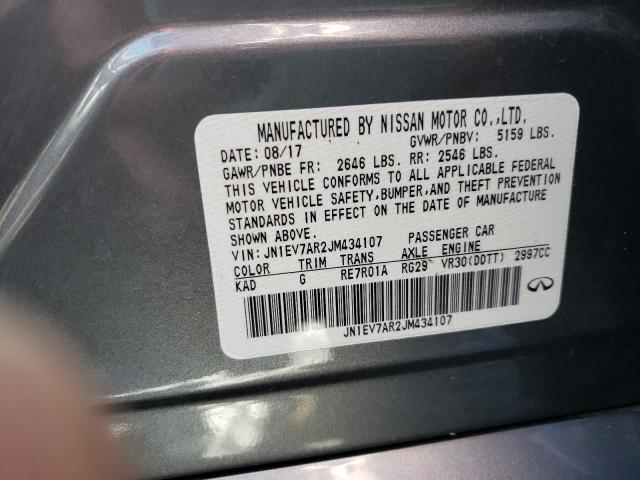 MANUFACTURED BY NISSAN MOTOR CO.,LTD.
DATE: 08/17 GVWR/PNBV: 5159 LBS.
GAWR/PNBE FR: 2646 LBS. RR: 2546 LBS.
THIS VEHICLE CONFORMS TO ALL APPLICABLE FEDERAL
MOTOR VEHICLE SAFETY,BUMPER,AND THEFT PREVENTION
STANDARDS IN EFFECT ON THE DATE OF MANUFACTURE
SHOWN ABOVE.
VIN: JN1EV7AR2JM434107 PASSENGER CAR
COLOR TRIM TRANS AXLE ENGINE
KAD G RE7R01A RG29 VR30(DDTT) 2997CC
JN1EV7AR2JM434107